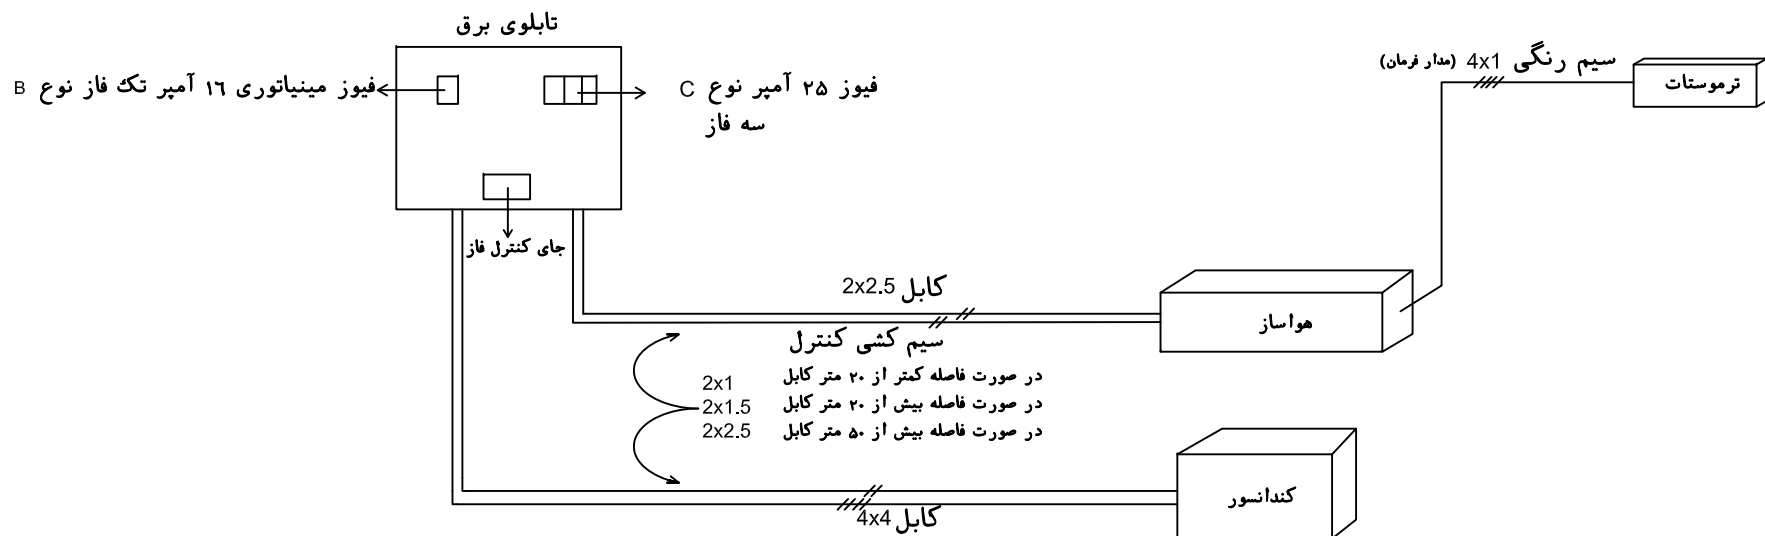 تابلوی برق
فیوز مینیاتوری ۱۶ آمپر تک فاز نوع B
فیوز ۲۵ آمپر نوع C
سه فاز
جای کنترل فاز
سیم رنگی 4x1 (مدار فرمان)
ترموستات
کابل 2x2.5
هواساز
سیم کشی کنترل
در صورت فاصله کمتر از ۲۰ متر کابل 2x1
در صورت فاصله بیش از ۲۰ متر کابل 2x1.5
در صورت فاصله بیش از ۵۰ متر کابل 2x2.5
کندانسور
کابل 4x4